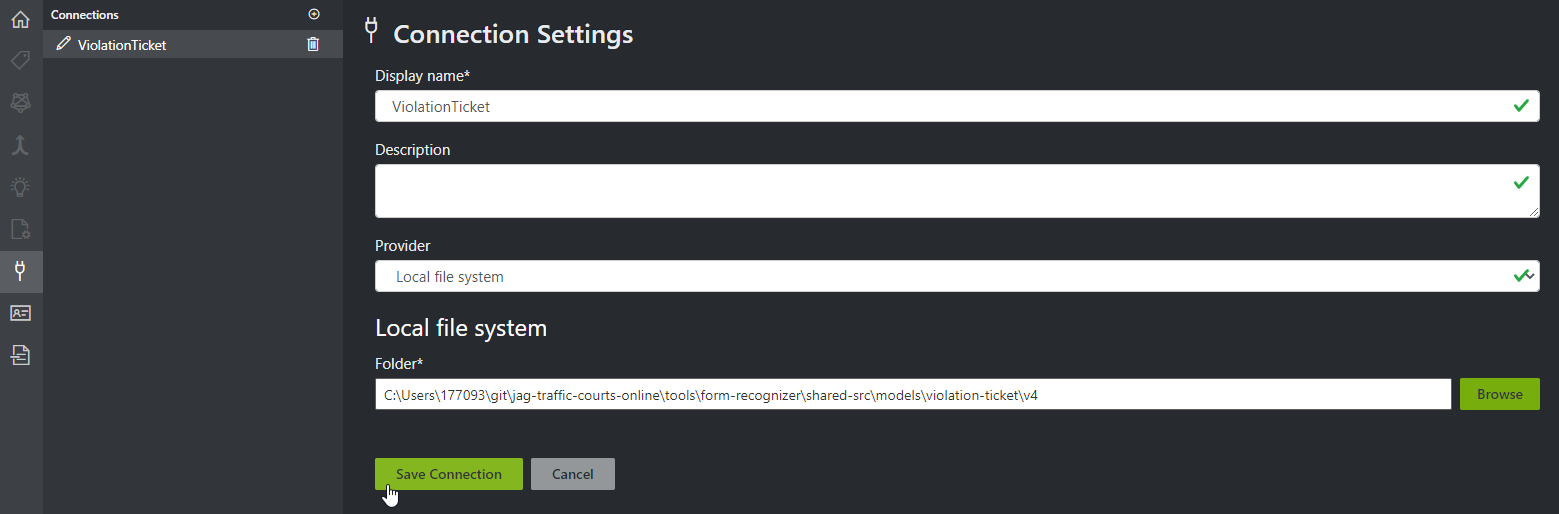 Connections
ViolationTicket
Connection Settings
Display name*
ViolationTicket
Description
Provider
Local file system
Local file system
Folder*
C:\Users\177093\git\jag-traffic-courts-online\tools\form-recognizer\shared-src\models\violation-ticket\v4
Browse
Save Connection
Cancel